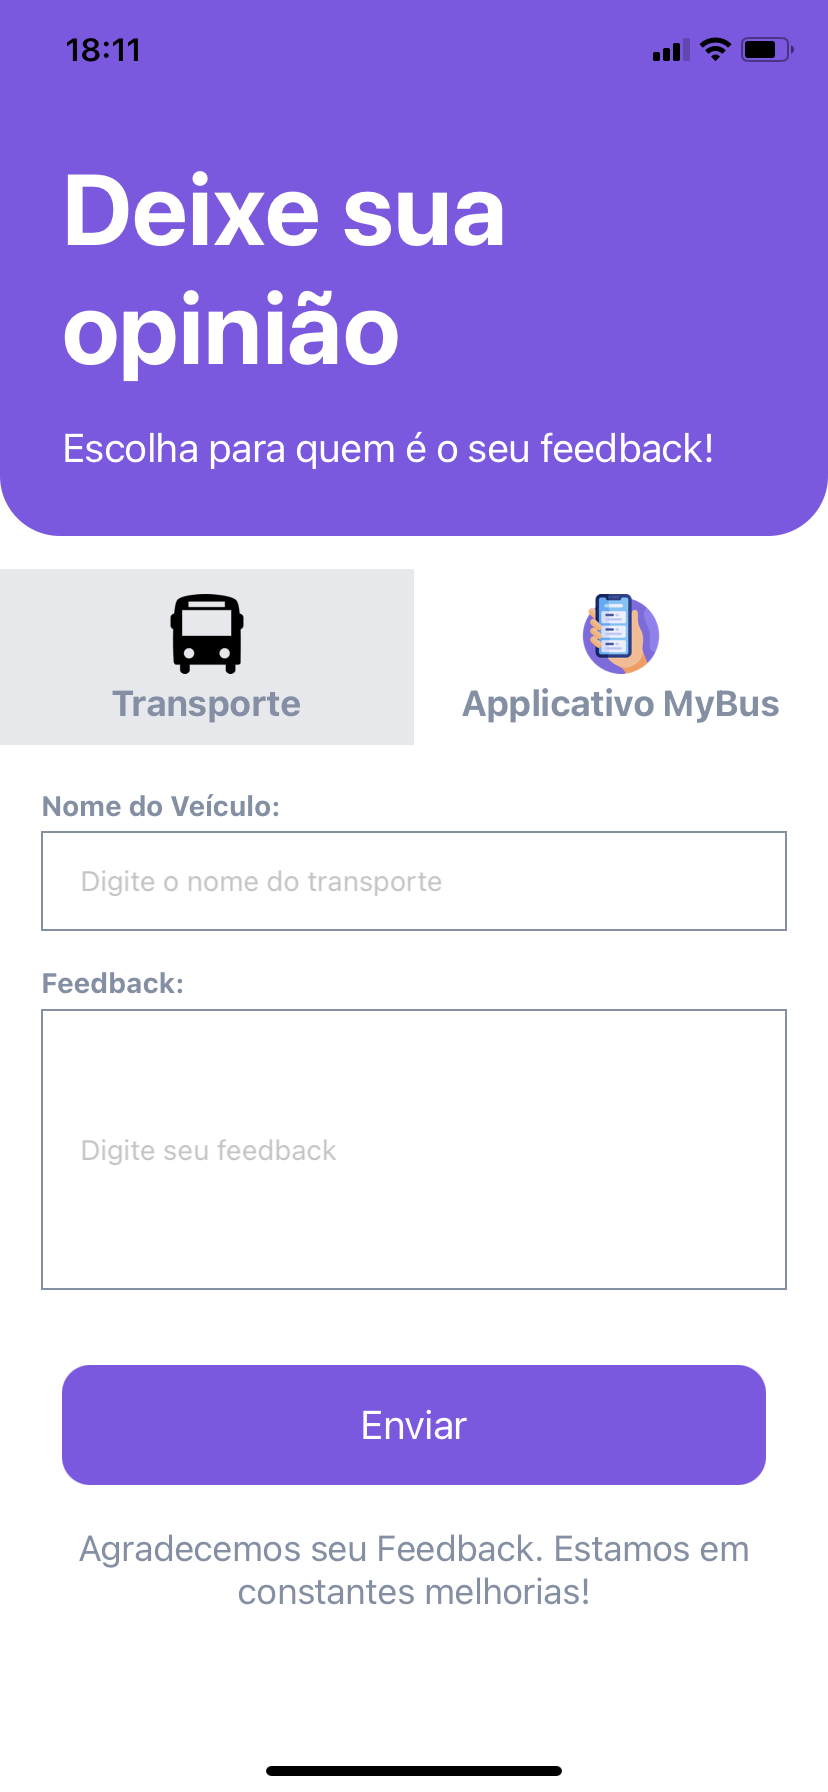 18:11
Deixe sua
opinião
Escolha para quem é o seu feedback!
Transporte
Applicativo MyBus
Nome do Veículo:
Digite o nome do transporte
Feedback:
Digite seu feedback
Enviar
Agradecemos seu Feedback. Estamos em
constantes melhorias!